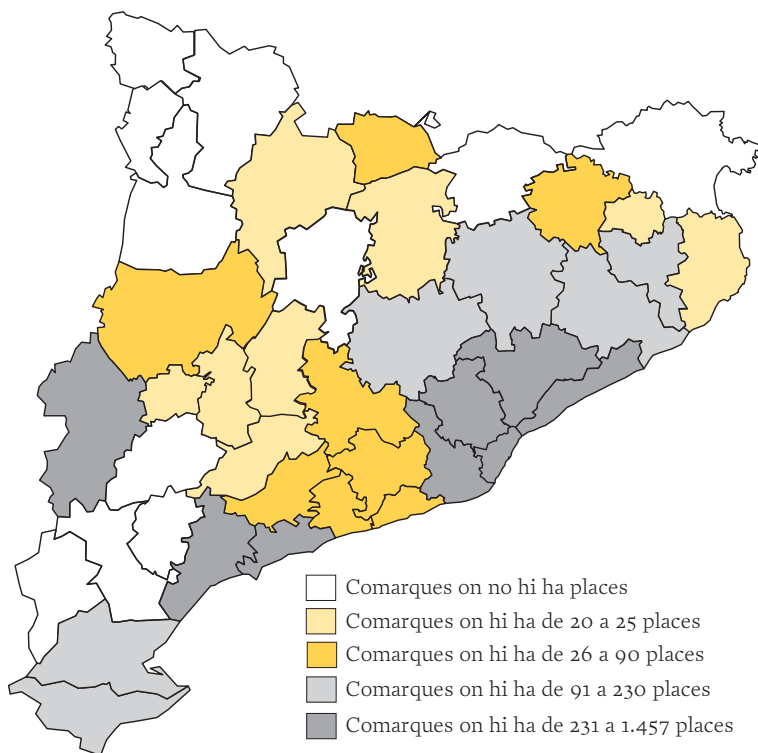 Comarques on no hi ha places
Comarques on hi ha de 20 a 25 places
Comarques on hi ha de 26 a 90 places
Comarques on hi ha de 91 a 230 places
Comarques on hi ha de 231 a 1.457 places